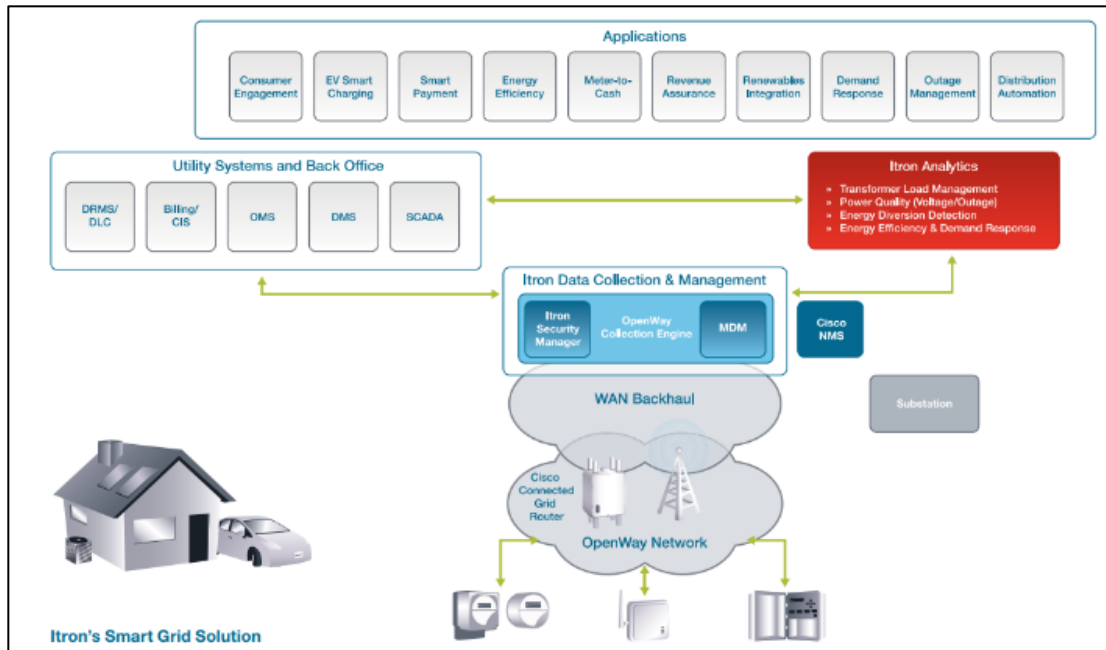 Applications
Consumer
Engagement
EV Smart
Charging
Smart
Payment
Energy
Efficiency
Meter-to-
Cash
Revenue
Assurance
Renewables
Integration
Demand
Response
Outage
Management
Distribution
Automation
Utility Systems and Back Office
DRMS/
DLC
Billing/
CIS
OMS
DMS
SCADA
Itron Analytics
» Transformer Load Management
» Power Quality (Voltage/Outage)
» Energy Diversion Detection
» Energy Efficiency & Demand Response
Itron Data Collection & Management
Itron
Security
Manager
OpenWay
Collection Engine
MDM
Cisco
NMS
WAN Backhaul
Substation
Cisco
Connected
Grid
Router
OpenWay Network
Itron's Smart Grid Solution